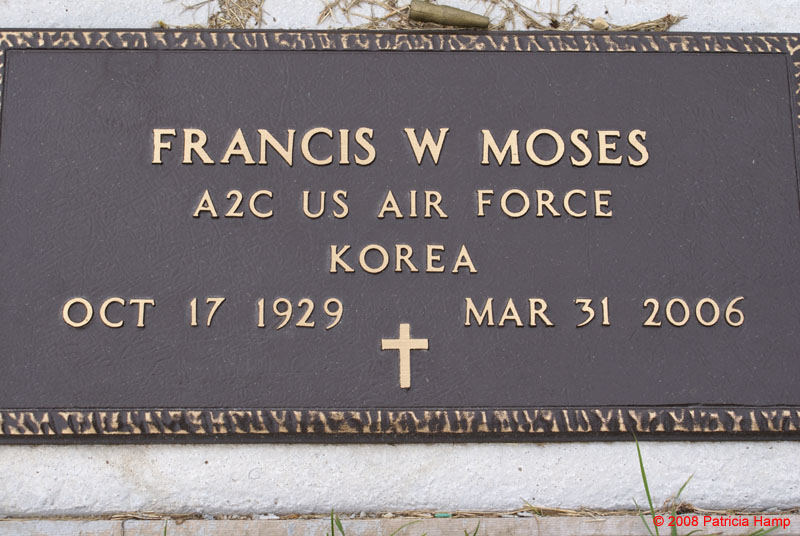 FRANCIS W MOSES
A2C US AIR FORCE
KOREA
OCT 17 1929 MAR 31 2006
© 2008 Patricia Hamp